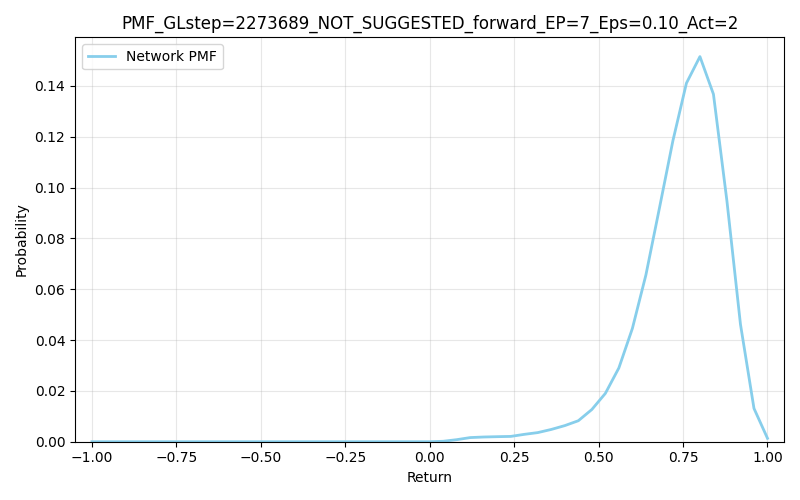 PMF_GLstep=2273689_NOT_SUGGESTED_forward_EP=7_Eps=0.10_Act=2
Network PMF
Probability
0.14
0.12
0.10
0.08
0.06
0.04
0.02
0.00
−1.00 −0.75 −0.50 −0.25 0.00 0.25 0.50 0.75 1.00
Return